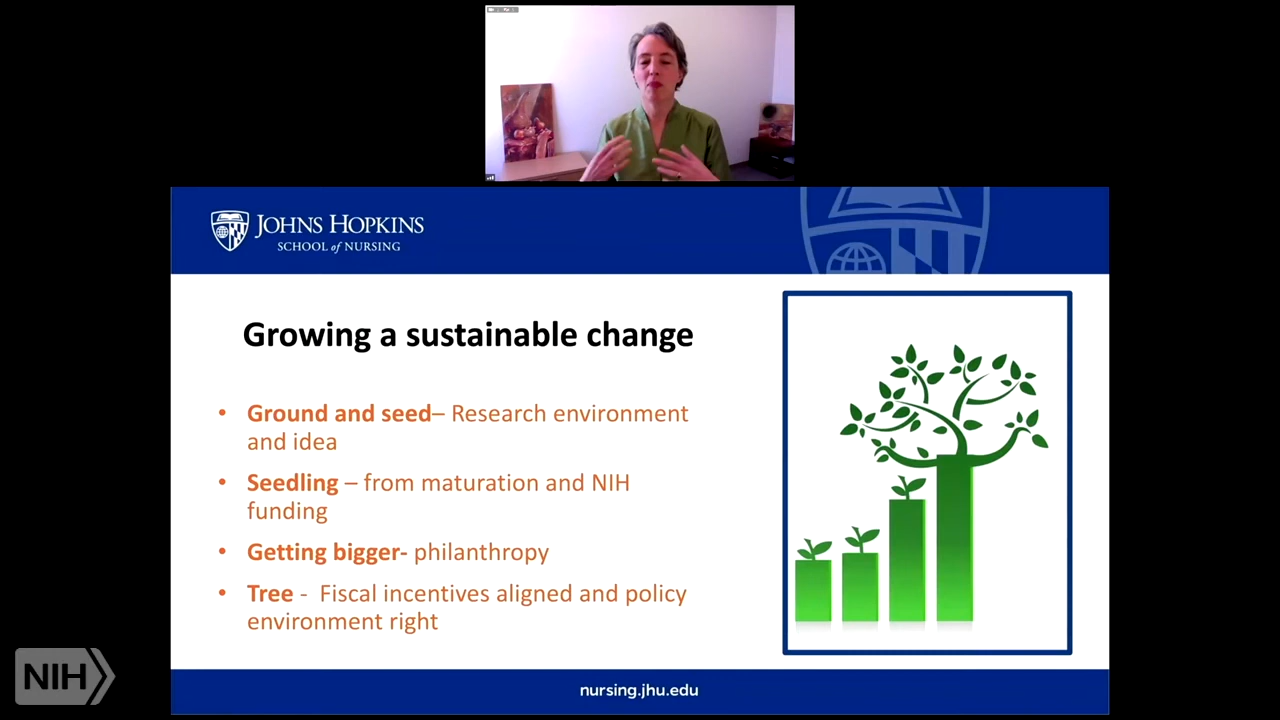 JOHNS HOPKINS
SCHOOL of NURSING
Growing a sustainable change
• Ground and seed– Research environment
and idea
• Seedling – from maturation and NIH
funding
• Getting bigger- philanthropy
• Tree -  Fiscal incentives aligned and policy
environment right
NIH
nursing.jhu.edu